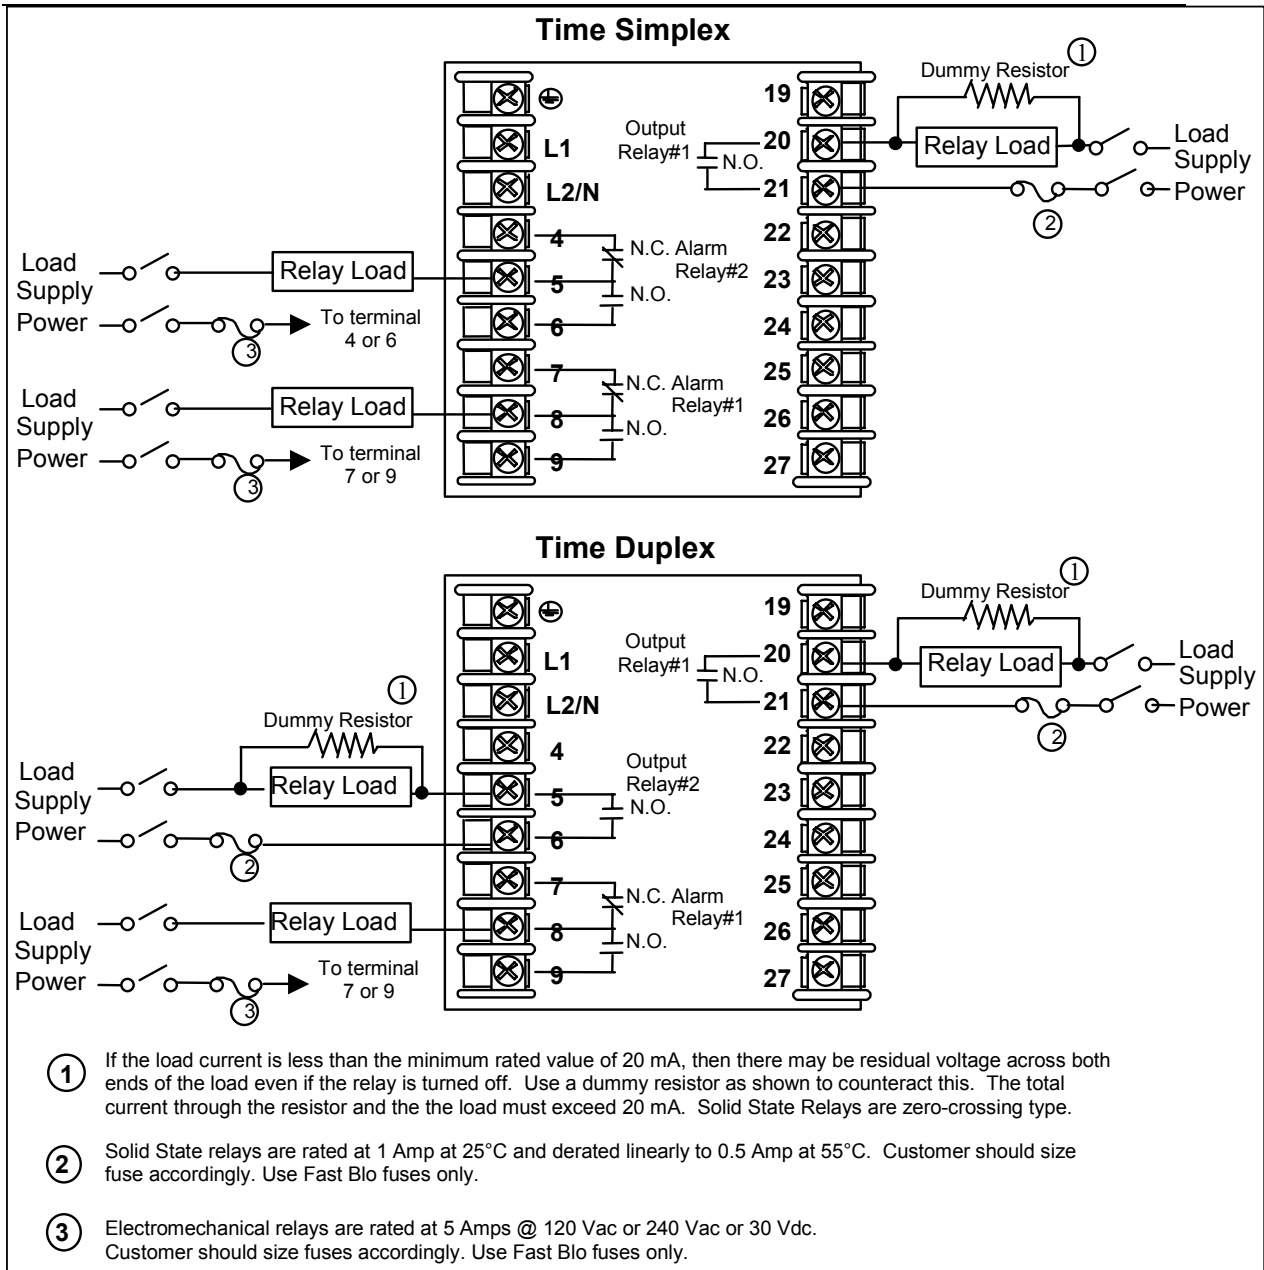 Time Simplex
1
Dummy Resistor
19
Output
Relay#1
20
Relay Load
Load
Supply
L1
N.O.
L2/N
21
Power
2
4
22
N.C. Alarm
Relay#2
Load
Supply
Relay Load
5
23
N.O.
Power
To terminal
4 or 6
6
24
3
7
25
N.C. Alarm
Relay#1
Load
Supply
Relay Load
8
26
N.O.
Power
To terminal
7 or 9
9
27
3
Time Duplex
1
Dummy Resistor
19
Output
Relay#1
20
Relay Load
Load
Supply
L1
N.O.
1
L2/N
21
Power
Dummy Resistor
2
4
22
Output
Relay#2
Load
Supply
Relay Load
5
N.O.
23
Power
6
24
2
7
25
N.C. Alarm
Relay#1
Load
Supply
Relay Load
8
26
N.O.
Power
To terminal
7 or 9
9
27
3
1 If the load current is less than the minimum rated value of 20 mA, then there may be residual voltage across both
ends of the load even if the relay is turned off. Use a dummy resistor as shown to counteract this. The total
current through the resistor and the the load must exceed 20 mA. Solid State Relays are zero-crossing type.
2 Solid State relays are rated at 1 Amp at 25°C and derated linearly to 0.5 Amp at 55°C. Customer should size
fuse accordingly. Use Fast Blo fuses only.
3 Electromechanical relays are rated at 5 Amps @ 120 Vac or 240 Vac or 30 Vdc.
Customer should size fuses accordingly. Use Fast Blo fuses only.